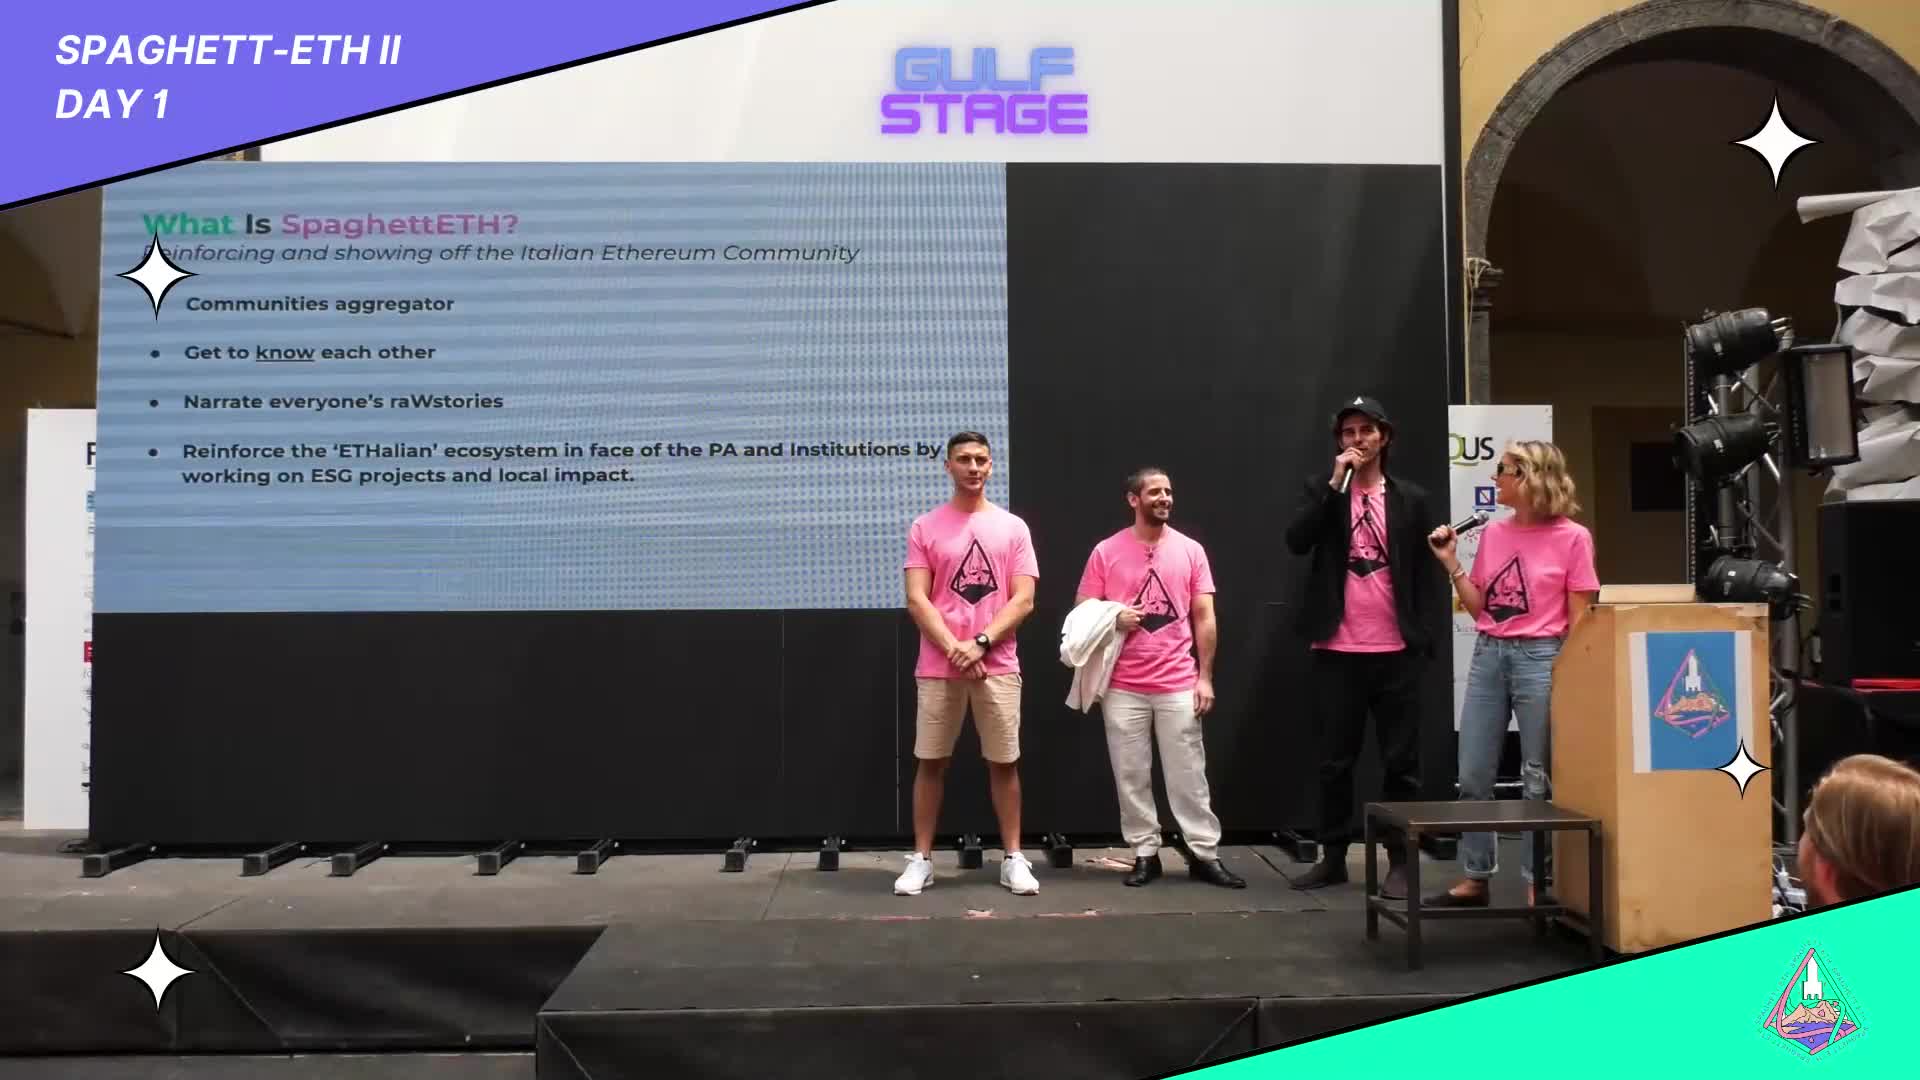 SPAGHETT-ETH II
DAY 1
GULF
STAGE
What Is SpaghettETH?
Reinforcing and showing off the Italian Ethereum Community
Communities aggregator
• Get to know each other
• Narrate everyone's raWstories
• Reinforce the 'ETHalian' ecosystem in face of the PA and Institutions by
working on ESG projects and local impact.